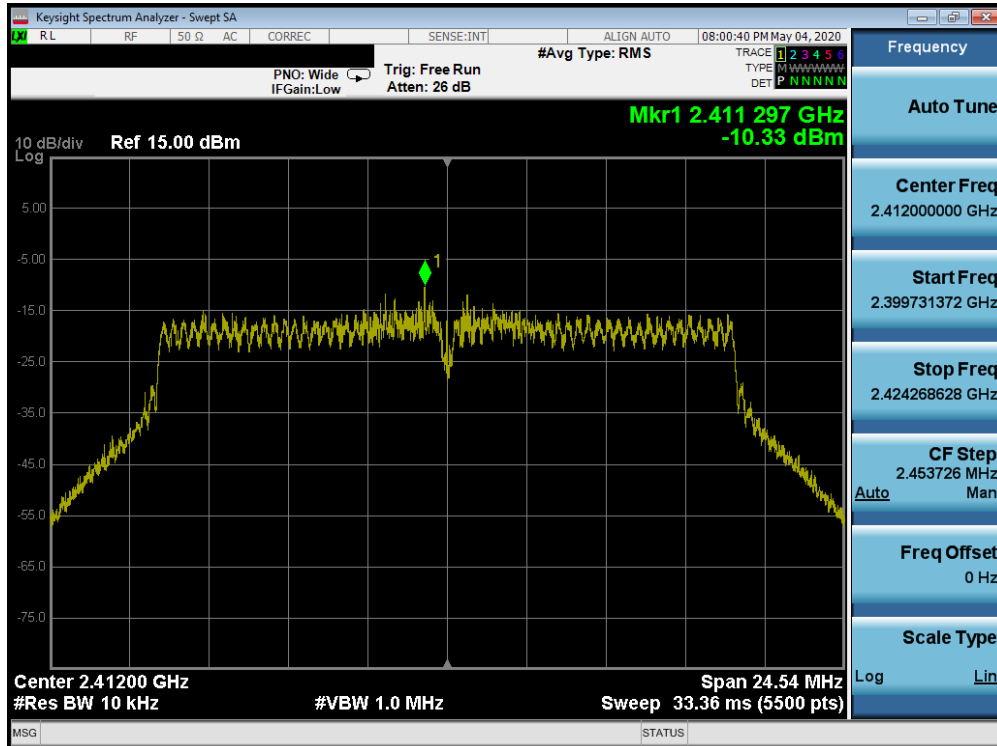 Keysight Spectrum Analyzer - Swept SA
LXI RL RF 50 Ω AC CORREC SENSE:INT ALIGN AUTO 08:00:40 PM May 04, 2020
#Avg Type: RMS TRACE 1 2 3 4 5 6
PNO: Wide Trig: Free Run TYPE M WWWWW
IFGain:Low Atten: 26 dB DET P N N N N N
Mkr1 2.411 297 GHz
-10.33 dBm
10 dB/div Ref 15.00 dBm
Log
5.00
-5.00
1
-15.0
-25.0
-35.0
-45.0
-55.0
-65.0
-75.0
Center 2.41200 GHz Span 24.54 MHz
#Res BW 10 kHz #VBW 1.0 MHz Sweep 33.36 ms (5500 pts)
MSG STATUS
Frequency
Auto Tune
Center Freq
2.412000000 GHz
Start Freq
2.399731372 GHz
Stop Freq
2.424268628 GHz
CF Step
2.453726 MHz
Auto Man
Freq Offset
0 Hz
Scale Type
Log Lin